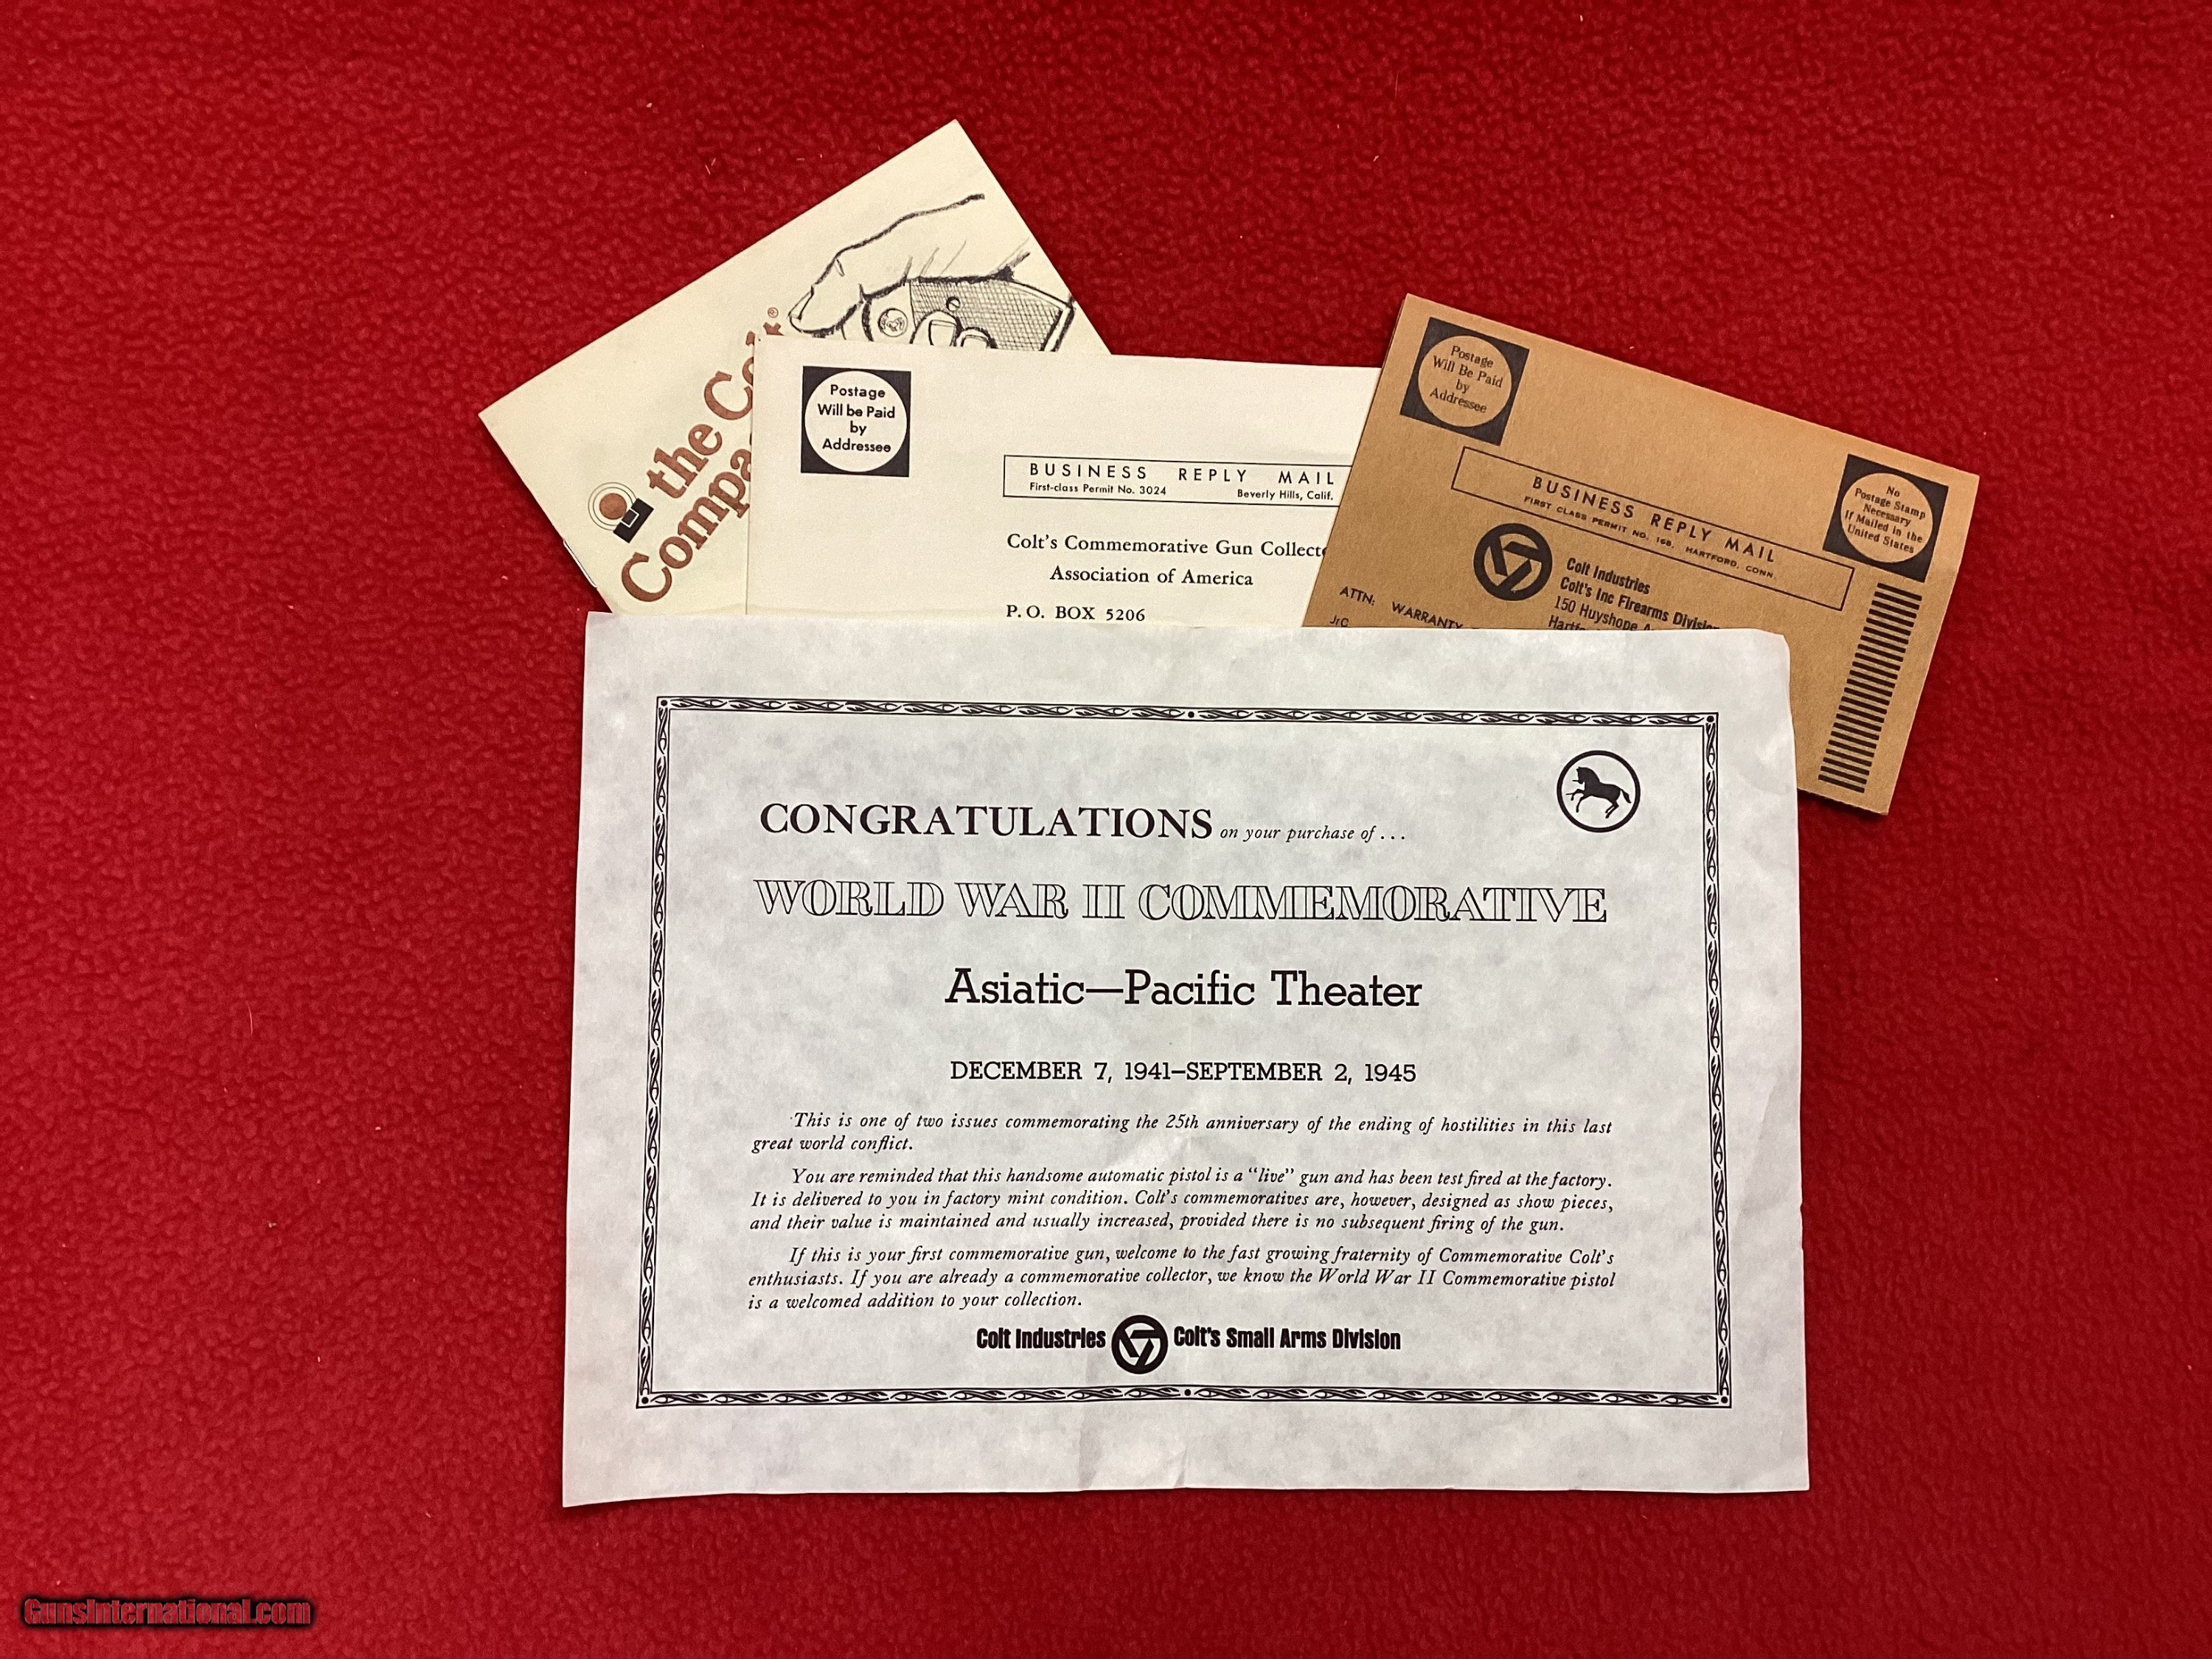 the Colt®
Postage
Will be Paid
by
Addressee
BUSINESS REPLY MAIL
First-class Permit No. 3024 Beverly Hills, Calif.
Colt's Commemorative Gun
Association of America
P. O. BOX 5206
Postage
Will Be Paid
by
Addressee
No
Postage Stamp
Necessary
If Mailed in the
United States
BUSINESS REPLY MAIL
FIRST CLASS PERMIT NO. 168, HARTFORD, CONN.
Colt Industries
Colt's Inc Firearms
150 Huyshope
ATTN: WARRANTY
CONGRATULATIONS on your purchase of . . .
WORLD WAR II COMMEMORATIVE
Asiatic—Pacific Theater
DECEMBER 7, 1941–SEPTEMBER 2, 1945
This is one of two issues commemorating the 25th anniversary of the ending of hostilities in this last
great world conflict.
You are reminded that this handsome automatic pistol is a "live" gun and has been test fired at the factory.
It is delivered to you in factory mint condition. Colt's commemoratives are, however, designed as show pieces,
and their value is maintained and usually increased, provided there is no subsequent firing of the gun.
If this is your first commemorative gun, welcome to the fast growing fraternity of Commemorative Colt's
enthusiasts. If you are already a commemorative collector, we know the World War II Commemorative pistol
is a welcomed addition to your collection.
Colt Industries Colt's Small Arms Division
GunsInternational.com